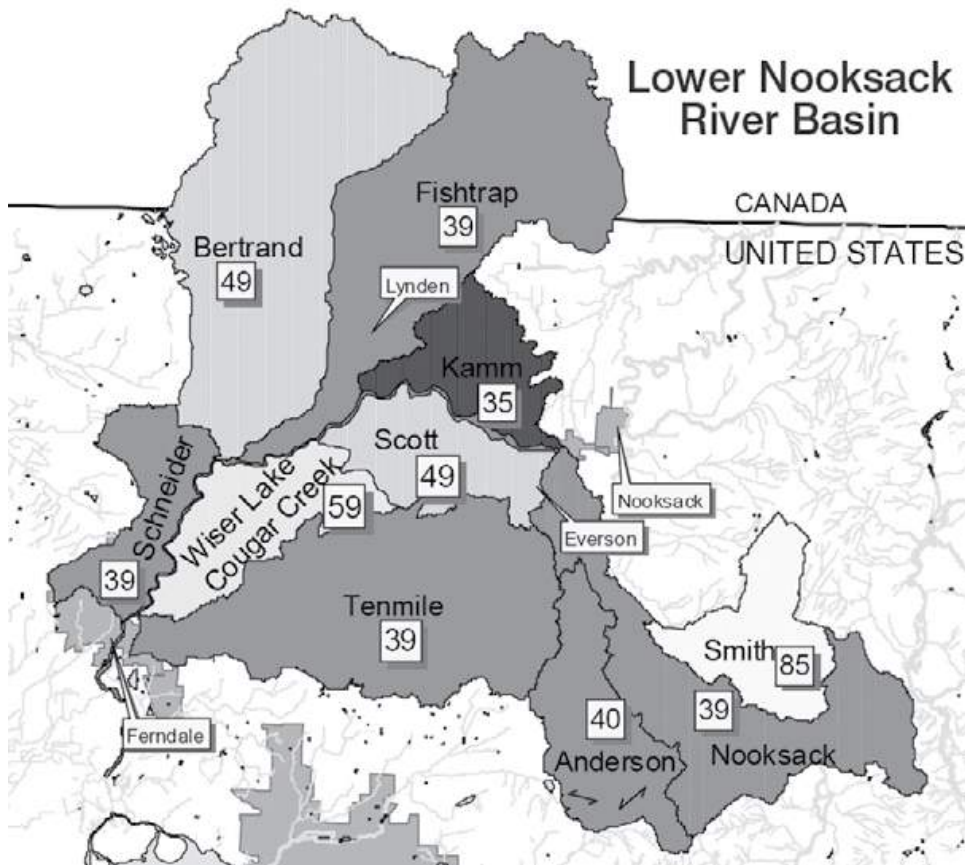 Lower Nooksack
River Basin
Fishtrap
39
CANADA
UNITED STATES
Bertrand
49
Lynden
Kamm
35
Scott
49
Nooksack
Schneider
39
Wiser Lake
Cougar Creek
59
Everson
Tenmile
39
Smith
85
Ferndale
40
Anderson
39
Nooksack